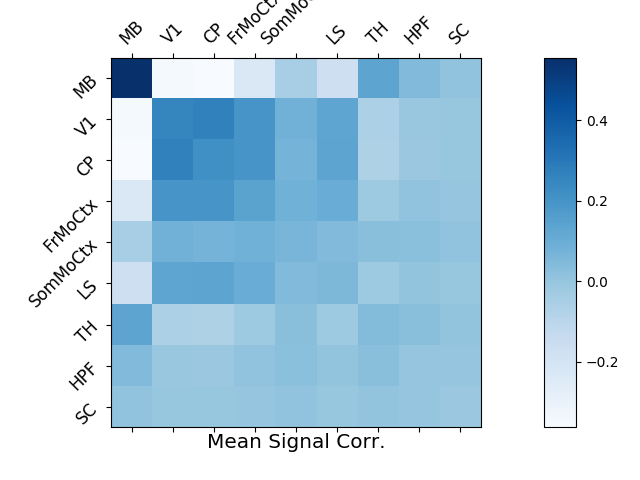 MB V1 CP FrMoCtx SomMoC LS TH HPF SC
MB
V1
CP
FrMoCtx
SomMoCtx
LS
TH
HPF
SC
0.4
0.2
0.0
−0.2
Mean Signal Corr.